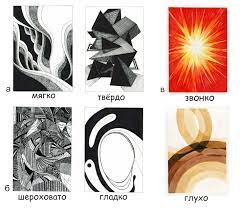 а
мягко твёрдо
в
звонко
б
шероховато гладко
глухо